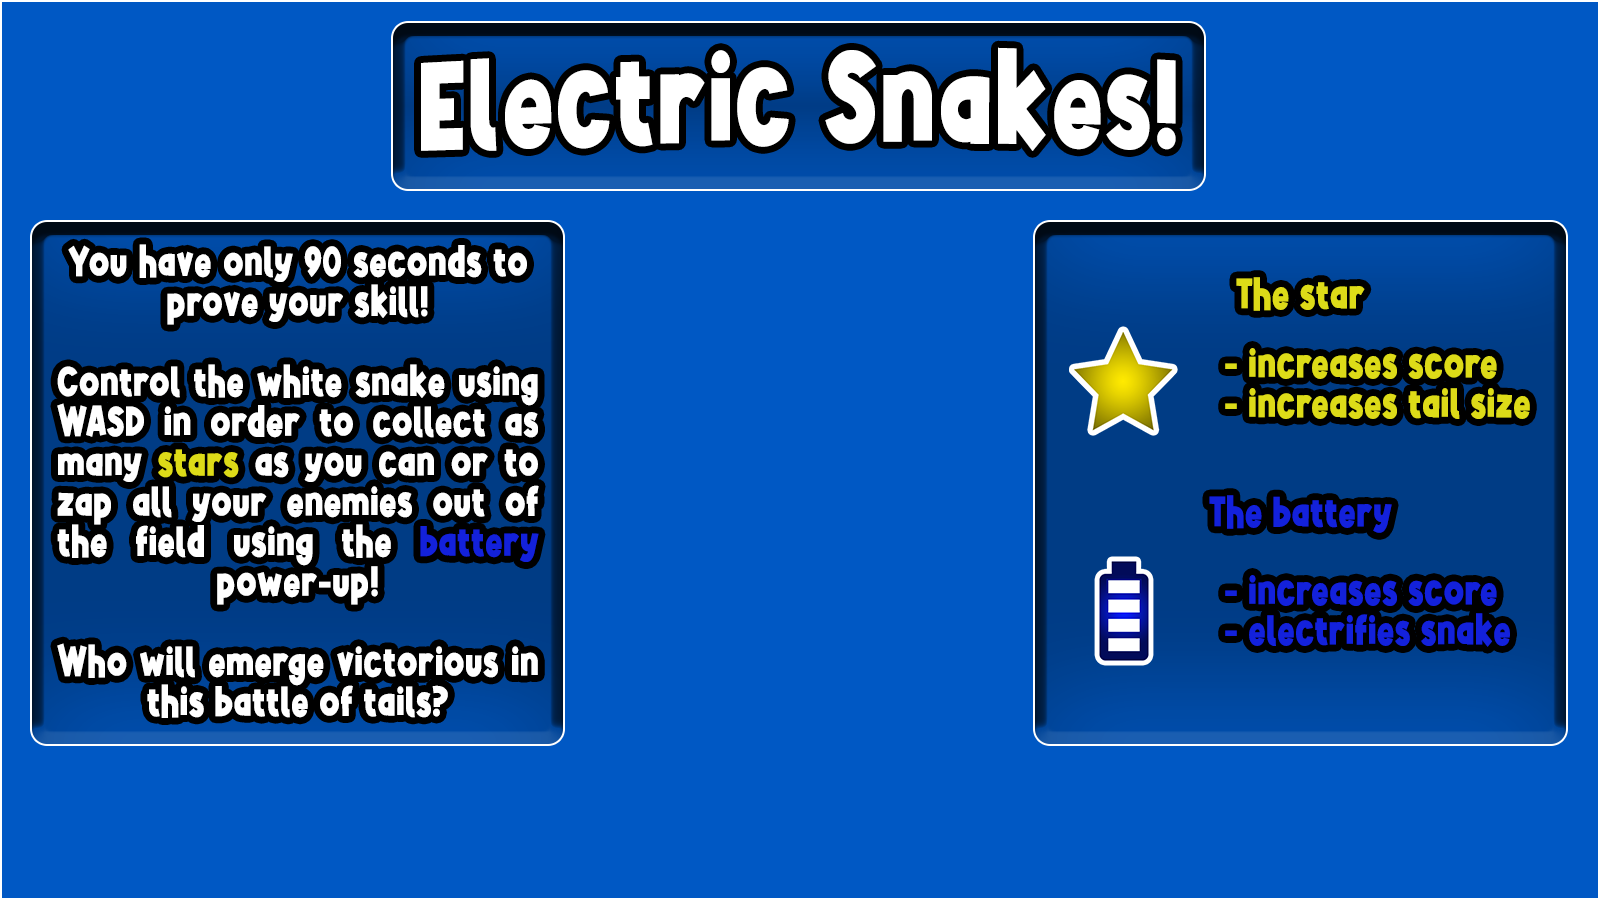 Electric Snakes!
You have only 90 seconds to
prove your skill!
Control the white snake using
WASD in order to collect as
many stars as you can or to
zap all your enemies out of
the field using the battery
power-up!
Who will emerge victorious in
this battle of tails?
The star
- increases score
- increases tail size
The battery
- increases score
- electrifies snake